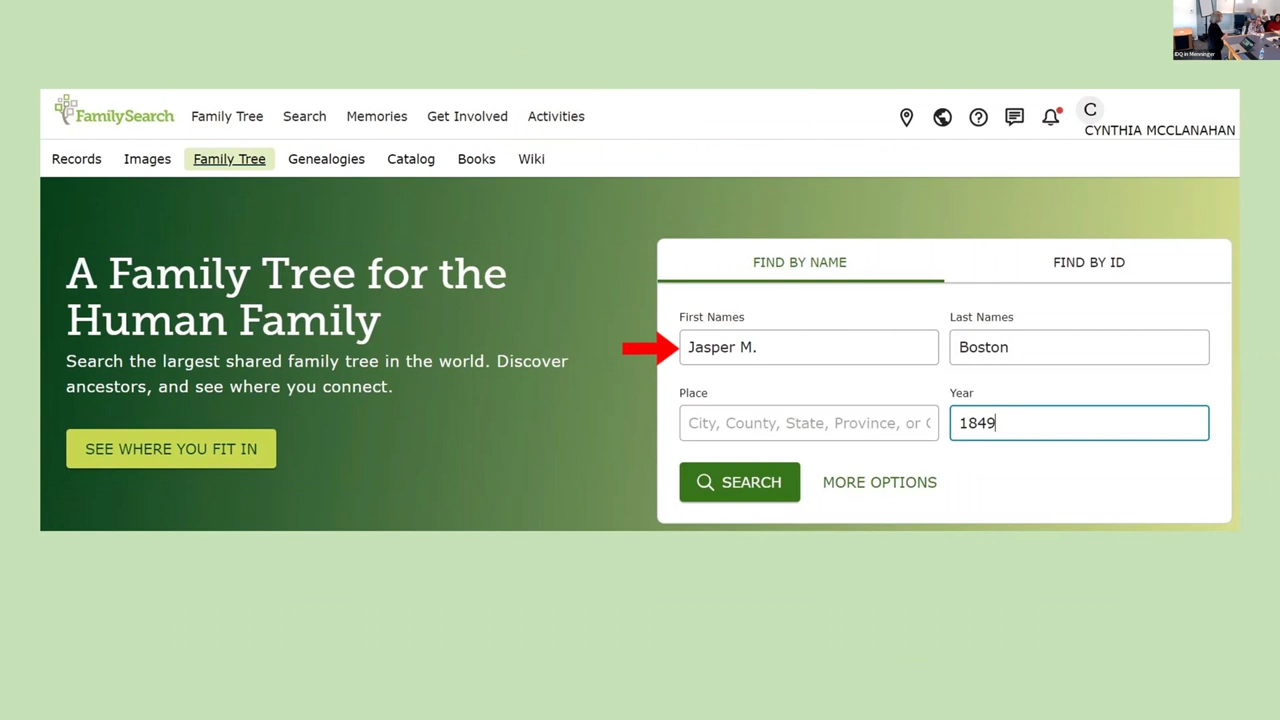 IDQ in Menninger
FamilySearch
Family Tree
Search
Memories
Get Involved
Activities
C
CYNTHIA MCCLANAHAN
Records
Images
Family Tree
Genealogies
Catalog
Books
Wiki
A Family Tree for the
Human Family
Search the largest shared family tree in the world. Discover
ancestors, and see where you connect.
SEE WHERE YOU FIT IN
FIND BY NAME
FIND BY ID
First Names
Last Names
Jasper M.
Boston
Place
Year
City, County, State, Province, or C
1849
SEARCH
MORE OPTIONS